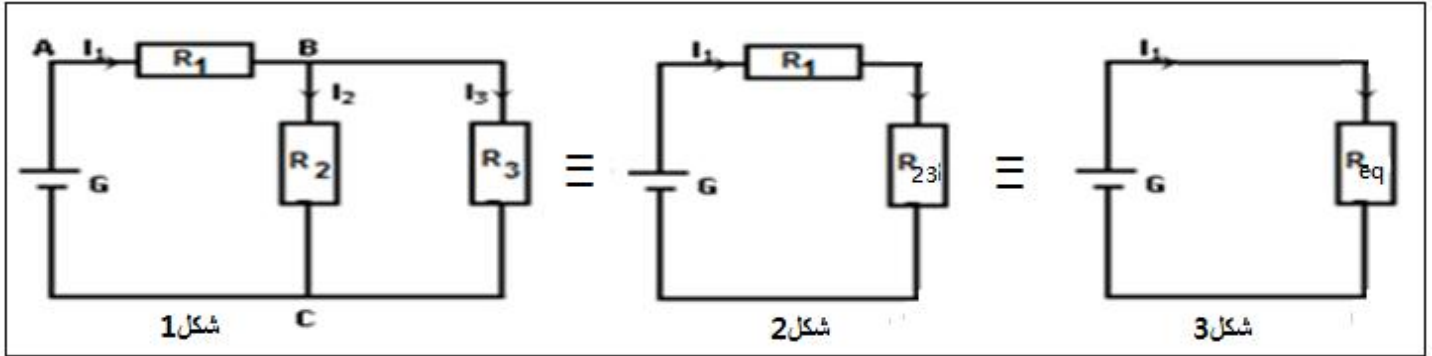 A I₁ R₁ B
I₂ I₃
R₂ R₃
G
C
شكل1
≡
I₁ R₁
R23i
G
شكل2
≡
I₁
Req
G
شكل3